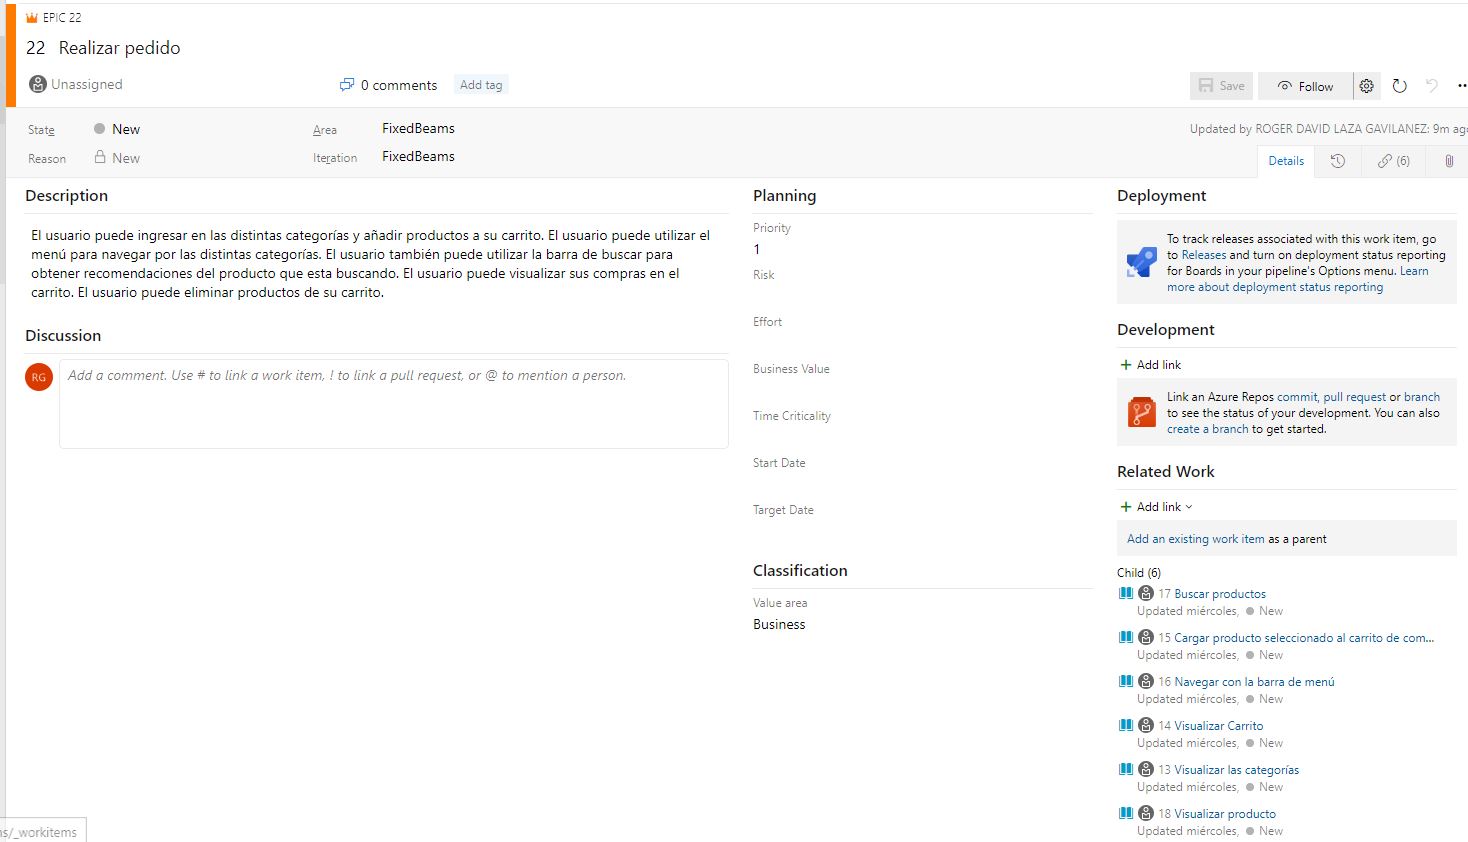 EPIC 22
22 Realizar pedido
Unassigned
0 comments
Add tag
Save
Follow
State
New
Area
FixedBeams
Updated by ROGER DAVID LAZA GAVILANEZ: 9m ago
Reason
New
Iteration
FixedBeams
Details
(6)
Description
El usuario puede ingresar en las distintas categorías y añadir productos a su carrito. El usuario puede utilizar el
menú para navegar por las distintas categorías. El usuario también puede utilizar la barra de buscar para
obtener recomendaciones del producto que esta buscando. El usuario puede visualizar sus compras en el
carrito. El usuario puede eliminar productos de su carrito.
Discussion
RG
Add a comment. Use # to link a work item, ! to link a pull request, or @ to mention a person.
Planning
Priority
1
Risk
Effort
Business Value
Time Criticality
Start Date
Target Date
Classification
Value area
Business
Deployment
To track releases associated with this work item, go
to Releases and turn on deployment status reporting
for Boards in your pipeline's Options menu. Learn
more about deployment status reporting
Development
Add link
Link an Azure Repos commit, pull request or branch
to see the status of your development. You can also
create a branch to get started.
Related Work
Add link
Add an existing work item as a parent
Child (6)
17 Buscar productos
Updated miércoles, New
15 Cargar producto seleccionado al carrito de com...
Updated miércoles, New
16 Navegar con la barra de menú
Updated miércoles, New
14 Visualizar Carrito
Updated miércoles, New
13 Visualizar las categorías
Updated miércoles, New
18 Visualizar producto
Updated miércoles, New
ns/_workitems